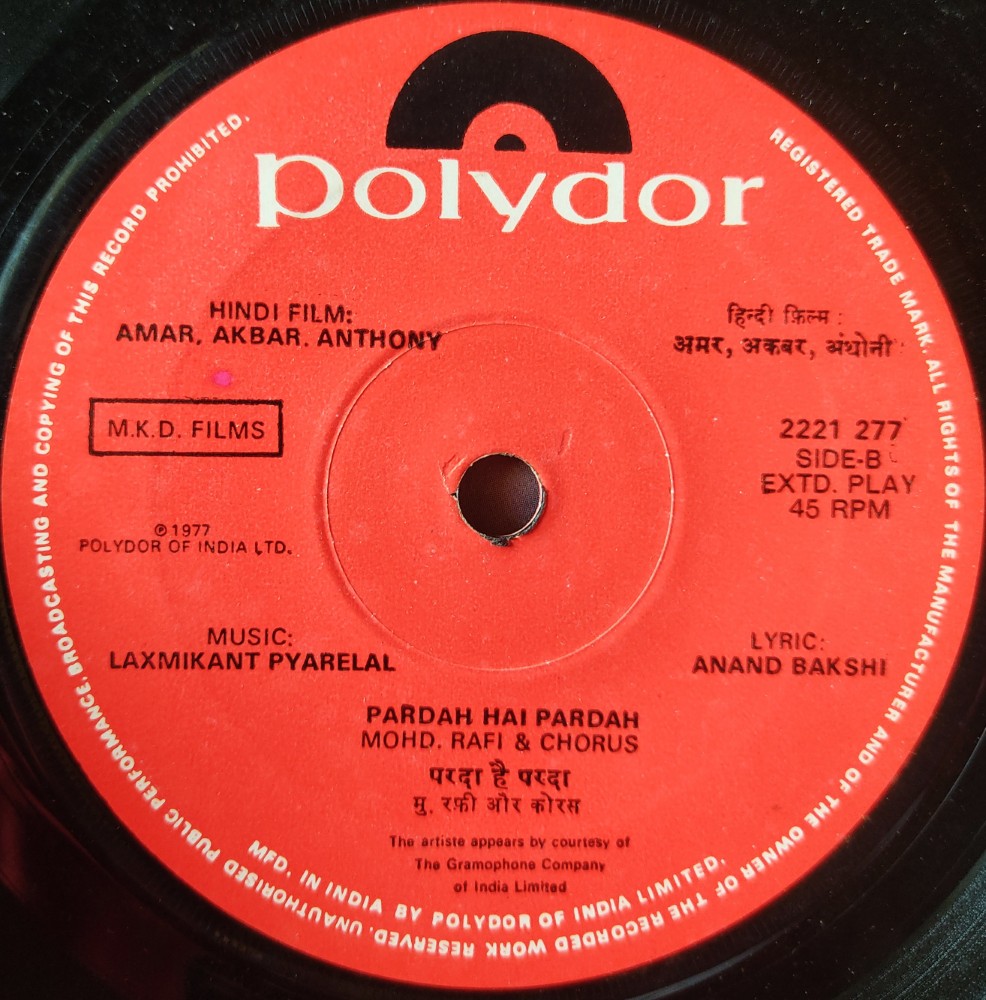 polydor
HINDI FILM:
AMAR, AKBAR. ANTHONY
हिन्दी फ़िल्म :
अमर, अकबर, अंथोनी
M.K.D. FILMS
2221 277
SIDE-B
EXTD. PLAY
45 RPM
℗ 1977
POLYDOR OF INDIA LTD.
MUSIC:
LAXMIKANT PYARELAL
LYRIC:
ANAND BAKSHI
PARDAH HAI PARDAH
MOHD. RAFI & CHORUS
परदा है परदा
मु. रफ़ी और कोरस
The artiste appears by courtesy of
The Gramophone Company
of India Limited
MFD. IN INDIA BY POLYDOR OF INDIA LIMITED.
REGISTERED TRADE MARK. ALL RIGHTS OF THE MANUFACTURER AND OF THE OWNER OF THE RECORDED WORK RESERVED. UNAUTHORISED PUBLIC PERFORMANCE, BROADCASTING AND COPYING OF THIS RECORD PROHIBITED.